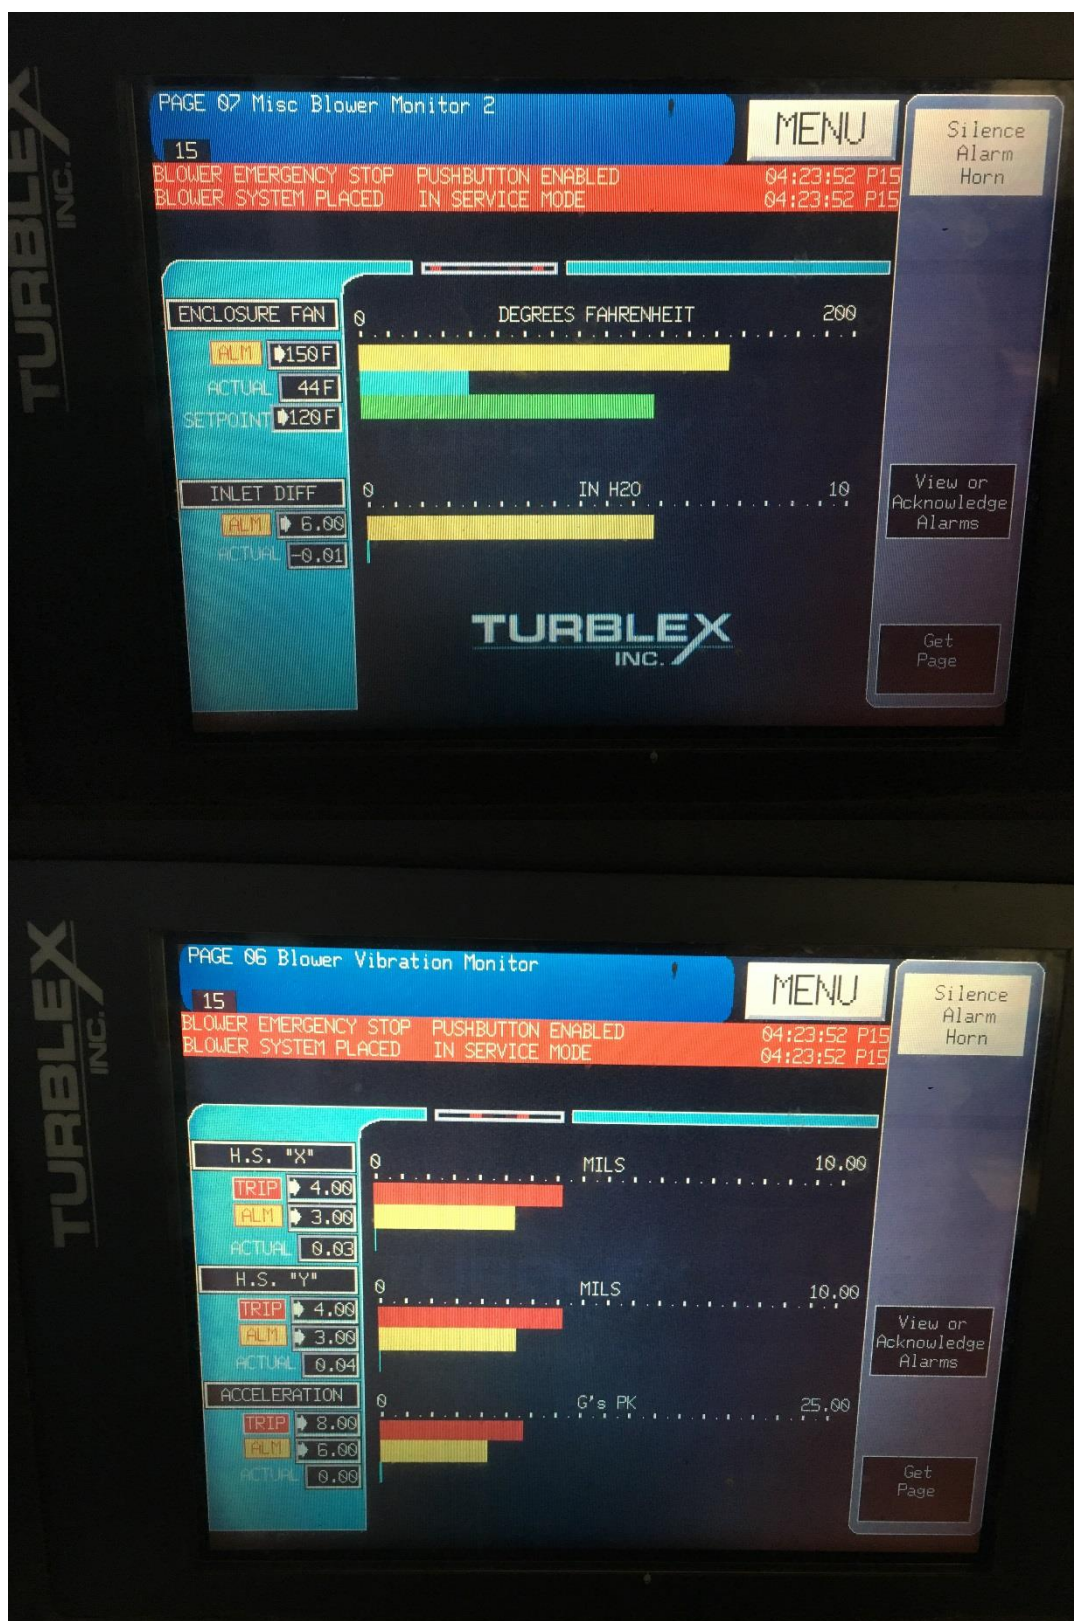 TURBLEX
INC.
PAGE 07 Misc Blower Monitor 2
15
MENU
Silence
Alarm
Horn
BLOWER EMERGENCY STOP PUSHBUTTON ENABLED 04:23:52 P15
BLOWER SYSTEM PLACED IN SERVICE MODE 04:23:52 P15
ENCLOSURE FAN
0 DEGREES FAHRENHEIT 200
ALM 150F
ACTUAL 44F
SETPOINT 120F
INLET DIFF
0 IN H2O 10
ALM 6.00
ACTUAL -0.01
TURBLEX
INC.
View or
Acknowledge
Alarms
Get
Page
TURBLEX
INC.
PAGE 06 Blower Vibration Monitor
15
MENU
Silence
Alarm
Horn
BLOWER EMERGENCY STOP PUSHBUTTON ENABLED 04:23:52 P15
BLOWER SYSTEM PLACED IN SERVICE MODE 04:23:52 P15
H.S. "X"
0 MILS 10.00
TRIP 4.00
ALM 3.00
ACTUAL 0.03
H.S. "Y"
0 MILS 10.00
TRIP 4.00
ALM 3.00
ACTUAL 0.04
ACCELERATION
0 G's PK 25.00
TRIP 8.00
ALM 6.00
ACTUAL 0.00
View or
Acknowledge
Alarms
Get
Page